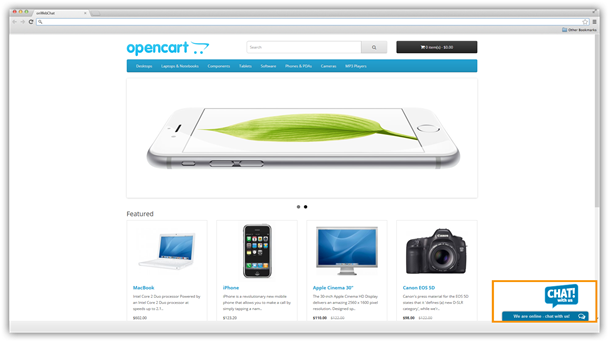 Other Bookmarks
opencart
Search
0 item(s) - $0.00
Desktops Laptops & Notebooks Components Tablets Software Phones & PDAs Cameras MP3 Players
Featured
Canon
MacBook
Intel Core 2 Duo processor Powered by
an Intel Core 2 Duo processor at
speeds up to 2.1..
$602.00
iPhone
iPhone is a revolutionary new mobile
phone that allows you to make a call by
simply tapping a nam..
$123.20
Apple Cinema 30"
The 30-inch Apple Cinema HD Display
delivers an amazing 2560 x 1600 pixel
resolution. Designed sp..
$110.00 $122.00
Canon EOS 5D
Canon's press material for the EOS 5D
states that it 'defines (a) new D-SLR
category', while we'r..
$98.00 $122.00
CHAT!
with us
We are online - chat with us!